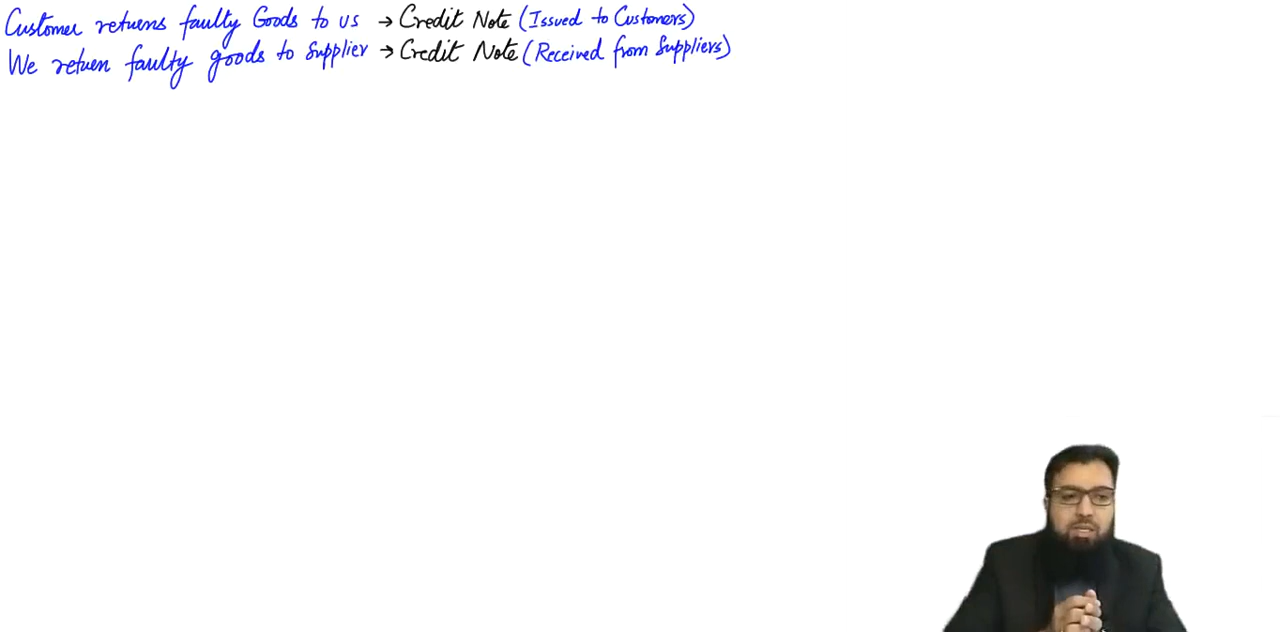 Customer returns faulty Goods to us → Credit Note (Issued to Customers)
We return faulty goods to Supplier → Credit Note (Received from Suppliers)